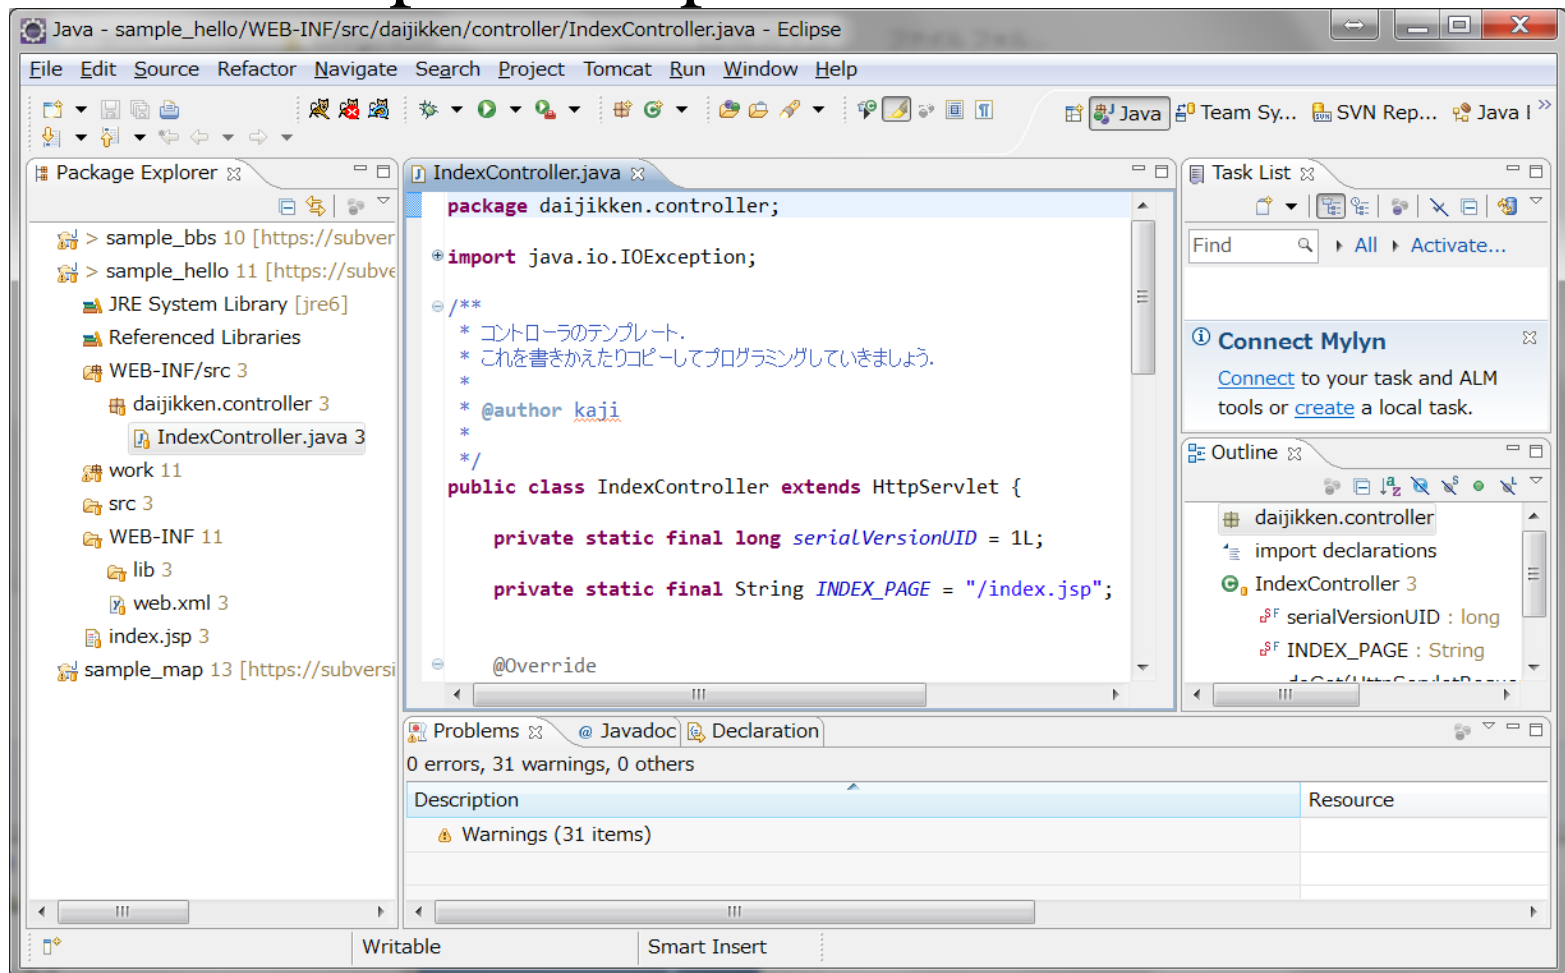 Java - sample_hello/WEB-INF/src/daijikken/controller/IndexController.java - Eclipse
File Edit Source Refactor Navigate Search Project Tomcat Run Window Help
Java Team Sy... SVN Rep... Java
Package Explorer
> sample_bbs 10 [https://subver
> sample_hello 11 [https://subve
JRE System Library [jre6]
Referenced Libraries
WEB-INF/src 3
daijikken.controller 3
IndexController.java 3
work 11
src 3
WEB-INF 11
lib 3
web.xml 3
index.jsp 3
sample_map 13 [https://subversi
IndexController.java
package daijikken.controller;
import java.io.IOException;
/**
* コントローラのテンプレート.
* これを書きかえたりコピーしてプログラミングしていきましょう.
*
* @author kaji
*
*/
public class IndexController extends HttpServlet {
private static final long serialVersionUID = 1L;
private static final String INDEX_PAGE = "/index.jsp";
@Override
Task List
Find All Activate...
Connect Mylyn
Connect to your task and ALM
tools or create a local task.
Outline
daijikken.controller
import declarations
IndexController 3
serialVersionUID : long
INDEX_PAGE : String
Problems @ Javadoc Declaration
0 errors, 31 warnings, 0 others
Description Resource
Warnings (31 items)
Writable Smart Insert